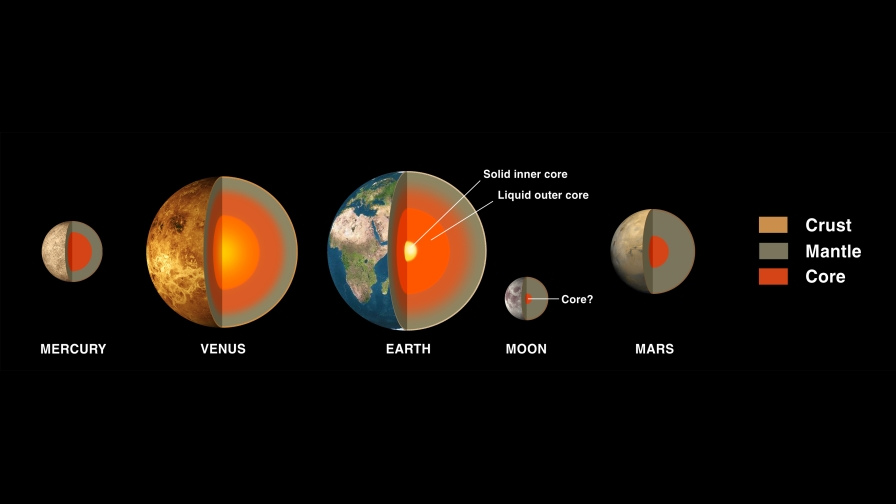 Solid inner core
Liquid outer core
Core?
MERCURY
VENUS
EARTH
MOON
MARS
Crust
Mantle
Core